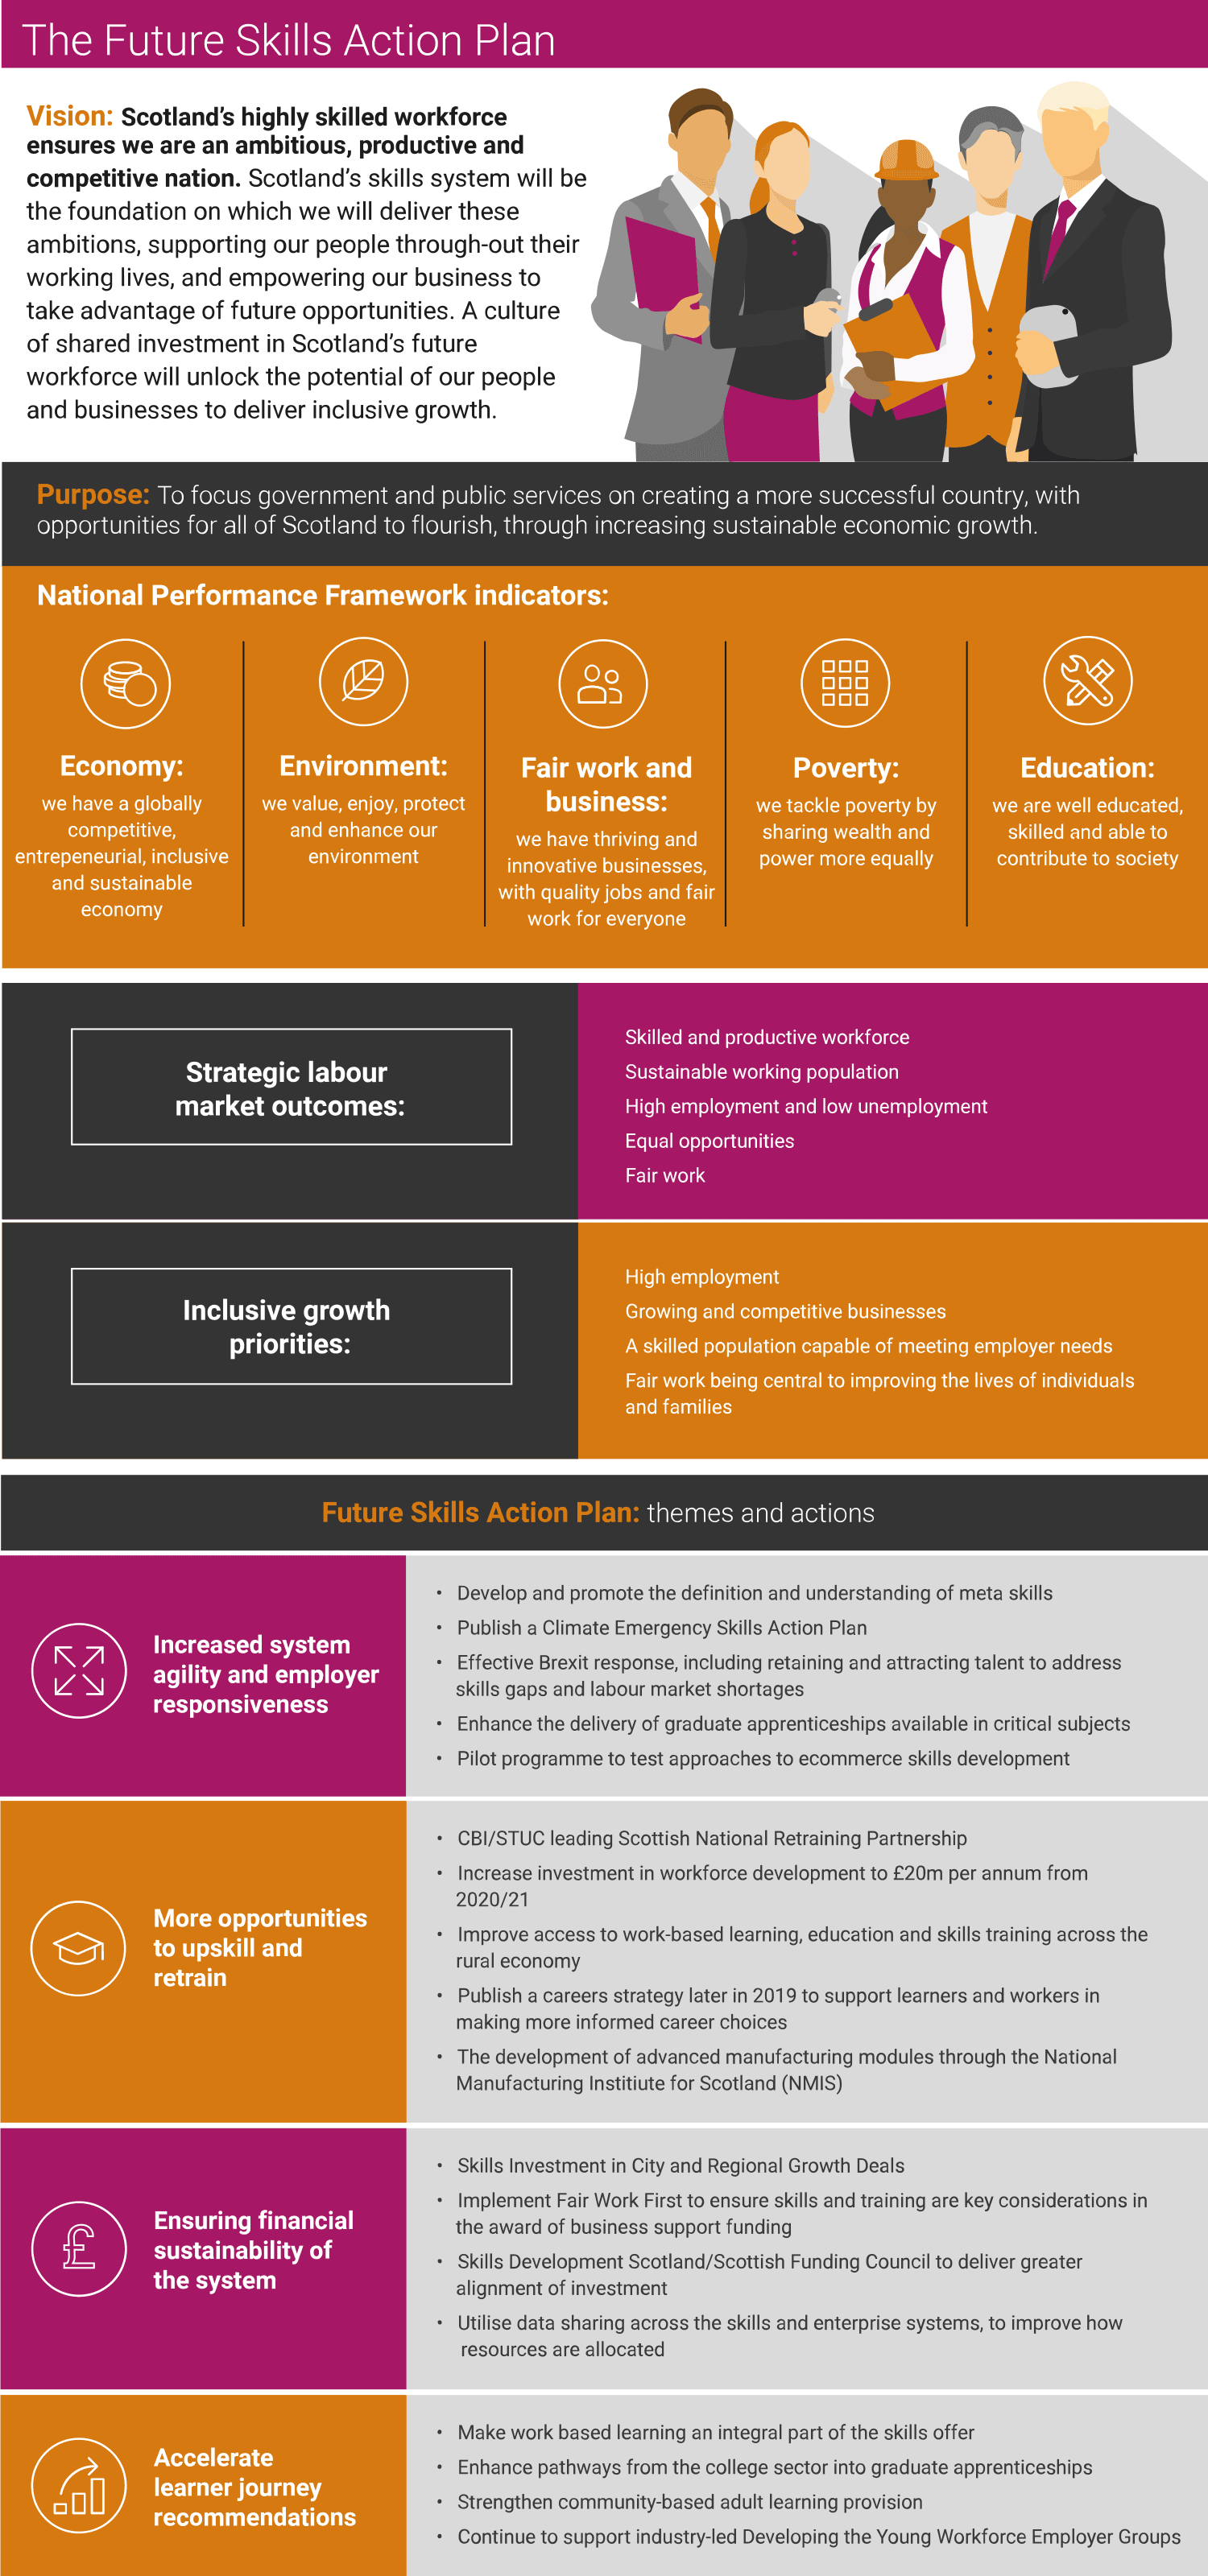 The Future Skills Action Plan
Vision: Scotland's highly skilled workforce
ensures we are an ambitious, productive and
competitive nation. Scotland's skills system will be
the foundation on which we will deliver these
ambitions, supporting our people through-out their
working lives, and empowering our business to
take advantage of future opportunities. A culture
of shared investment in Scotland's future
workforce will unlock the potential of our people
and businesses to deliver inclusive growth.
Purpose: To focus government and public services on creating a more successful country, with
opportunities for all of Scotland to flourish, through increasing sustainable economic growth.
National Performance Framework indicators:
Economy:
we have a globally
competitive,
entrepeneurial, inclusive
and sustainable
economy
Environment:
we value, enjoy, protect
and enhance our
environment
Fair work and
business:
we have thriving and
innovative businesses,
with quality jobs and fair
work for everyone
Poverty:
we tackle poverty by
sharing wealth and
power more equally
Education:
we are well educated,
skilled and able to
contribute to society
Strategic labour
market outcomes:
Skilled and productive workforce
Sustainable working population
High employment and low unemployment
Equal opportunities
Fair work
Inclusive growth
priorities:
High employment
Growing and competitive businesses
A skilled population capable of meeting employer needs
Fair work being central to improving the lives of individuals
and families
Future Skills Action Plan: themes and actions
Increased system
agility and employer
responsiveness
• Develop and promote the definition and understanding of meta skills
• Publish a Climate Emergency Skills Action Plan
• Effective Brexit response, including retaining and attracting talent to address
skills gaps and labour market shortages
• Enhance the delivery of graduate apprenticeships available in critical subjects
• Pilot programme to test approaches to ecommerce skills development
More opportunities
to upskill and
retrain
• CBI/STUC leading Scottish National Retraining Partnership
• Increase investment in workforce development to £20m per annum from
2020/21
• Improve access to work-based learning, education and skills training across the
rural economy
• Publish a careers strategy later in 2019 to support learners and workers in
making more informed career choices
• The development of advanced manufacturing modules through the National
Manufacturing Institiute for Scotland (NMIS)
Ensuring financial
sustainability of
the system
• Skills Investment in City and Regional Growth Deals
• Implement Fair Work First to ensure skills and training are key considerations in
the award of business support funding
• Skills Development Scotland/Scottish Funding Council to deliver greater
alignment of investment
• Utilise data sharing across the skills and enterprise systems, to improve how
resources are allocated
Accelerate
learner journey
recommendations
• Make work based learning an integral part of the skills offer
• Enhance pathways from the college sector into graduate apprenticeships
• Strengthen community-based adult learning provision
• Continue to support industry-led Developing the Young Workforce Employer Groups